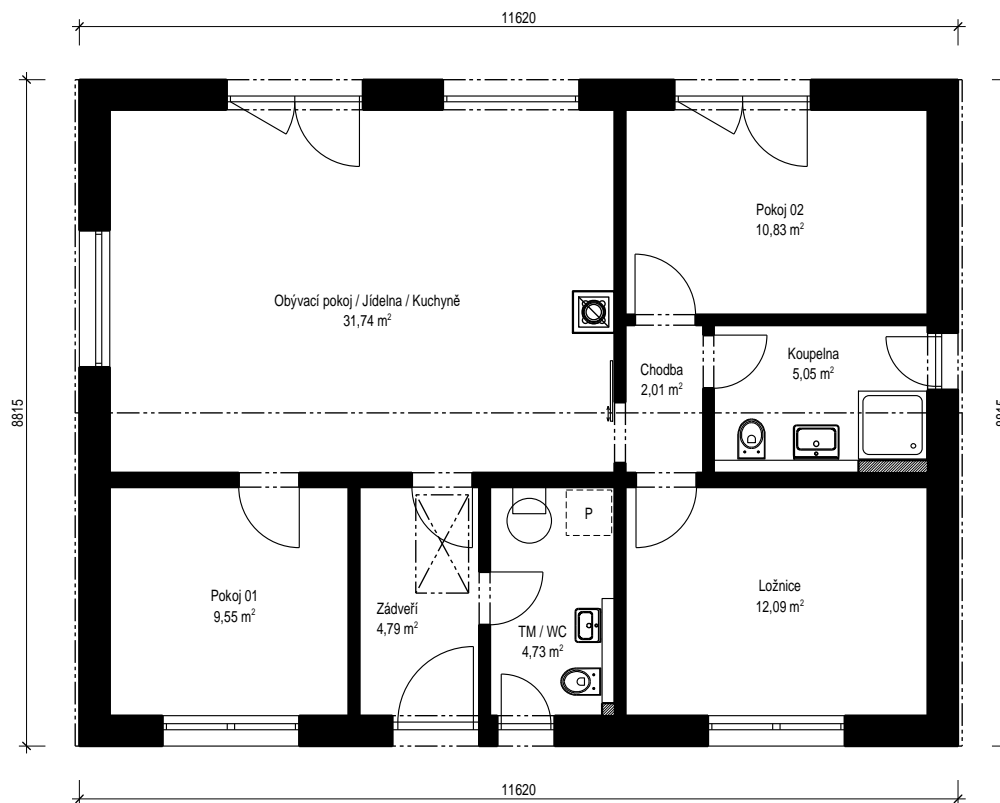 11620
Pokoj 02
10,83 m²
Obývací pokoj / Jídelna / Kuchyně
31,74 m²
Chodba
2,01 m²
Koupelna
5,05 m²
8815
8815
P
Pokoj 01
9,55 m²
Zádveří
4,79 m²
TM / WC
4,73 m²
Ložnice
12,09 m²
11620